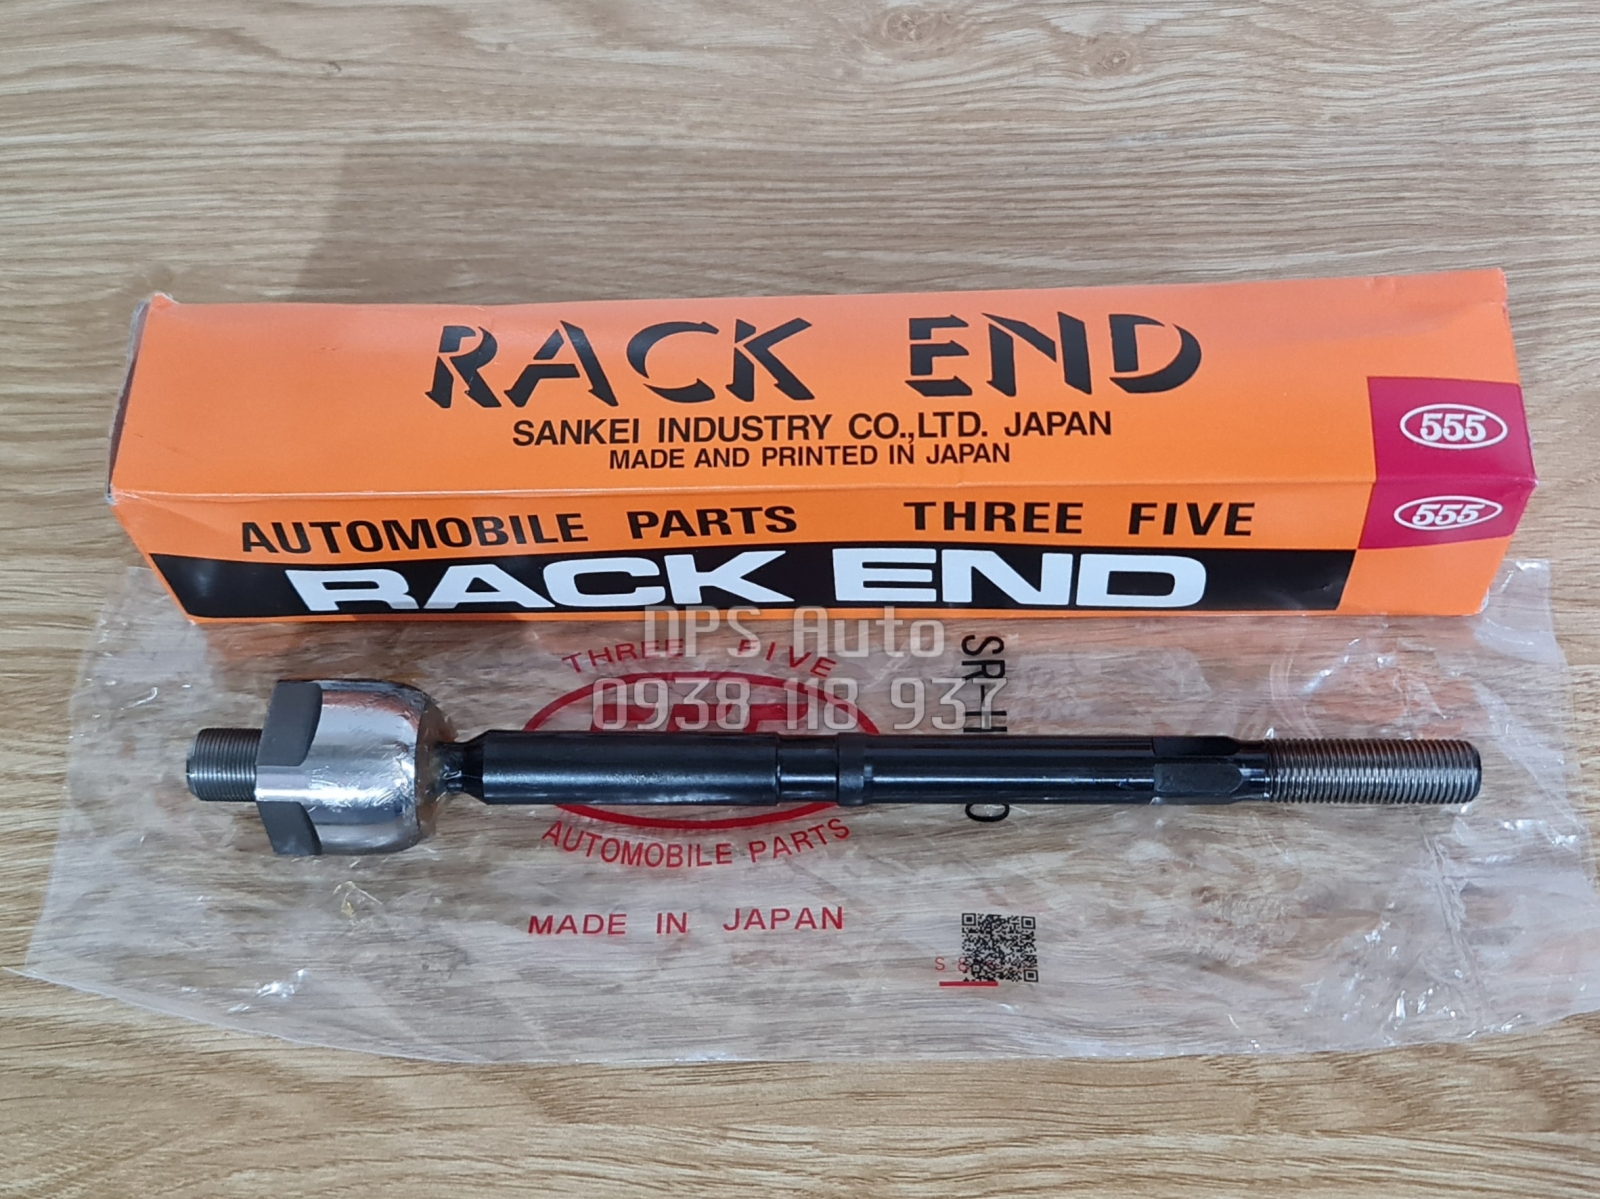 RACK END
SANKEI INDUSTRY CO.,LTD. JAPAN
MADE AND PRINTED IN JAPAN
555
AUTOMOBILE PARTS THREE FIVE
555
RACK END
DPS Auto
0938 118 937
THREE FIVE
AUTOMOBILE PARTS
MADE IN JAPAN